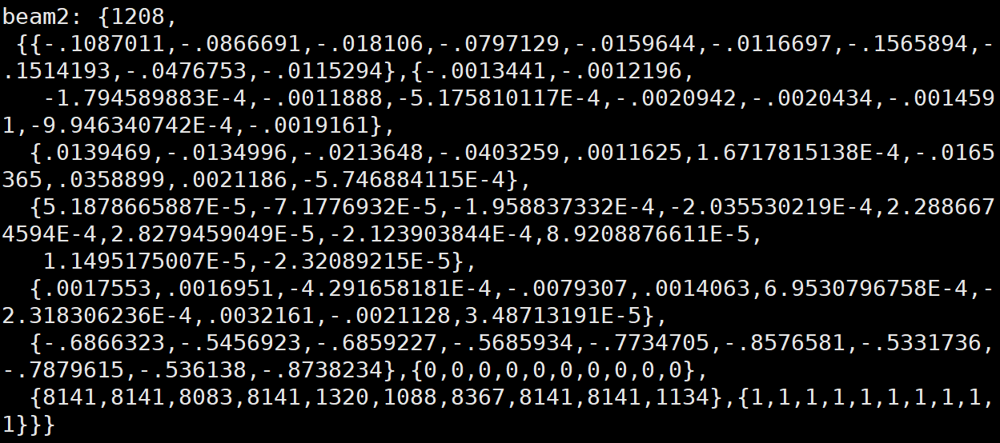 beam2: {1208,
 {{-.1087011,-.0866691,-.018106,-.0797129,-.0159644,-.0116697,-.1565894,-
.1514193,-.0476753,-.0115294},{-.0013441,-.0012196,
   -1.794589883E-4,-.0011888,-5.175810117E-4,-.0020942,-.0020434,-.001459
1,-9.946340742E-4,-.0019161},
  {.0139469,-.0134996,-.0213648,-.0403259,.0011625,1.6717815138E-4,-.0165
365,.0358899,.0021186,-5.746884115E-4},
  {5.1878665887E-5,-7.1776932E-5,-1.958837332E-4,-2.035530219E-4,2.288667
4594E-4,2.8279459049E-5,-2.123903844E-4,8.9208876611E-5,
   1.1495175007E-5,-2.32089215E-5},
  {.0017553,.0016951,-4.291658181E-4,-.0079307,.0014063,6.9530796758E-4,-
2.318306236E-4,.0032161,-.0021128,3.48713191E-5},
  {-.6866323,-.5456923,-.6859227,-.5685934,-.7734705,-.8576581,-.5331736,
-.7879615,-.536138,-.8738234},{0,0,0,0,0,0,0,0,0,0},
  {8141,8141,8083,8141,1320,1088,8367,8141,8141,1134},{1,1,1,1,1,1,1,1,1,
1}}}